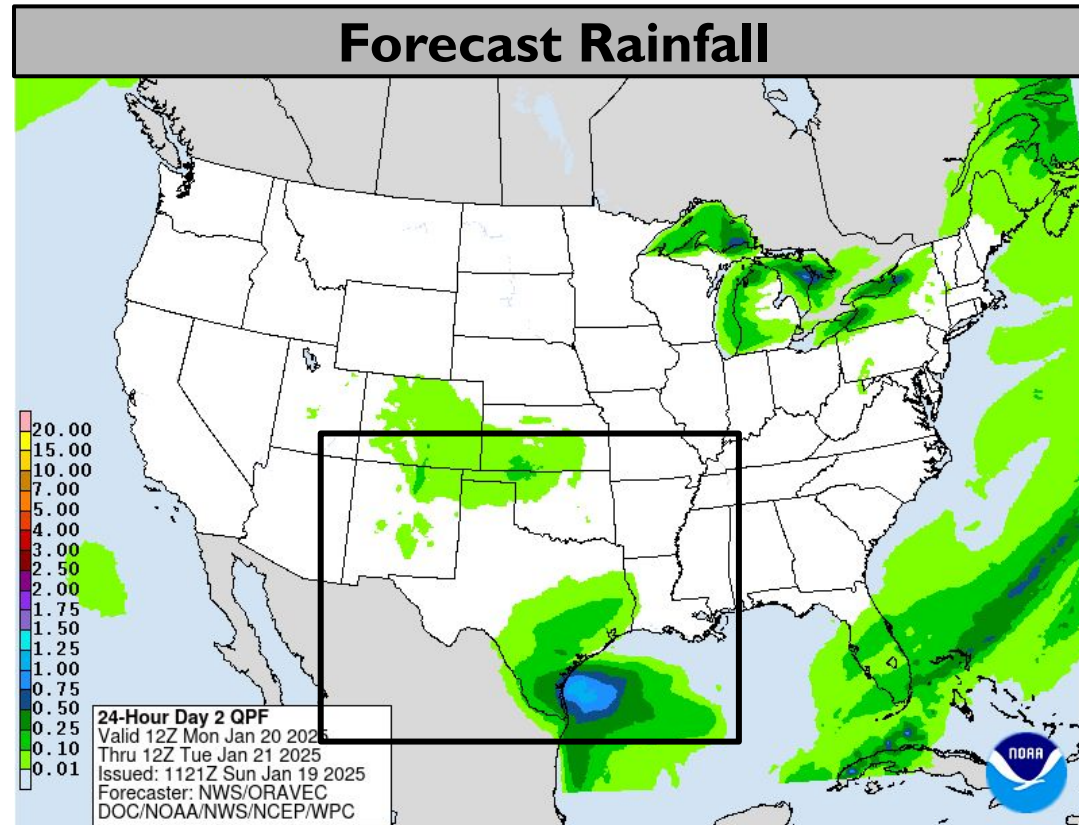 Forecast Rainfall
20.00
15.00
10.00
7.00
5.00
4.00
3.00
2.50
2.00
1.75
1.50
1.25
1.00
0.75
0.50
0.25
0.10
0.01
24-Hour Day 2 QPF
Valid 12Z Mon Jan 20 2025
Thru 12Z Tue Jan 21 2025
Issued: 1121Z Sun Jan 19 2025
Forecaster: NWS/ORAVEC
DOC/NOAA/NWS/NCEP/WPC
NOAA